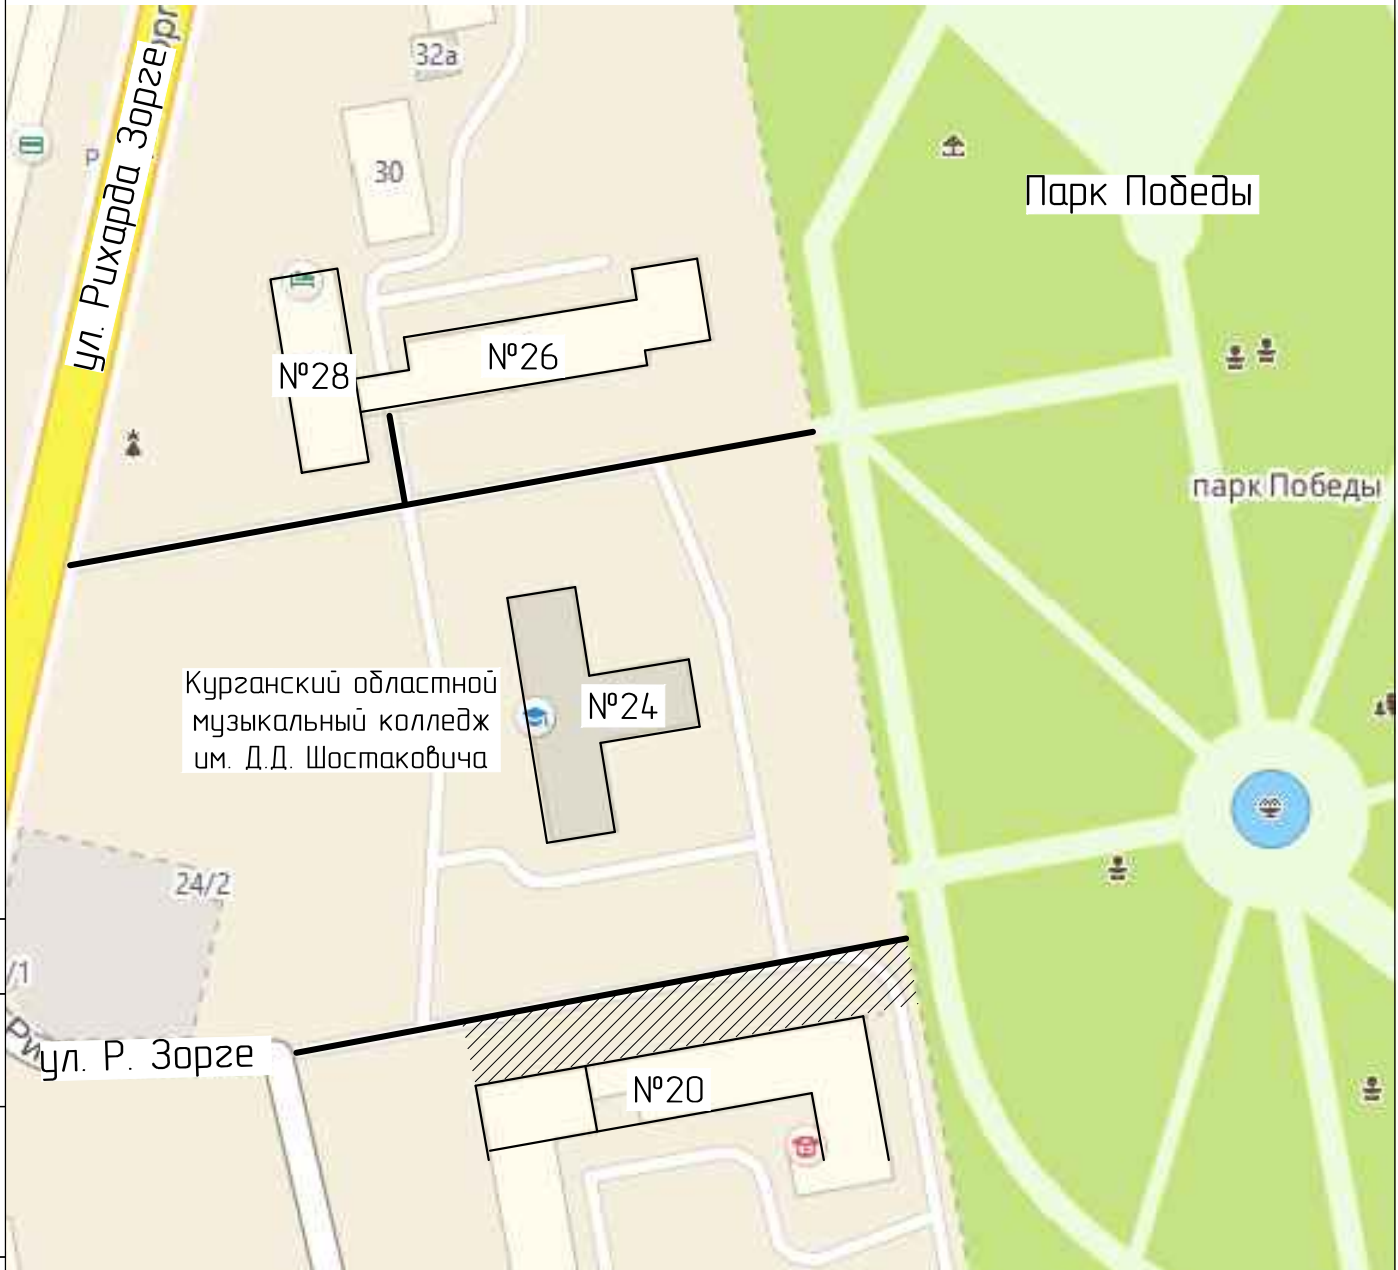 32а
ул. Рихарда Зорге
30
Парк Победы
№28
№26
парк Победы
Курганский областной
музыкальный колледж
им. Д.Д. Шостаковича
№24
24/2
/1
ул. Р. Зорге
№20